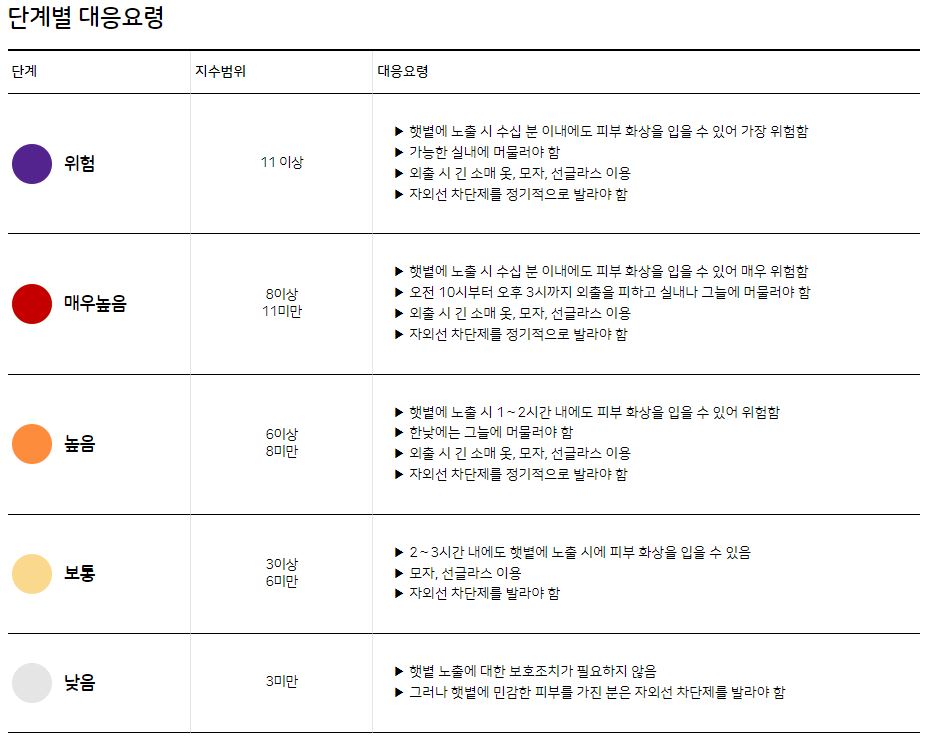 단계별 대응요령
단계 지수범위 대응요령
위험
11 이상
▶ 햇볕에 노출 시 수십 분 이내에도 피부 화상을 입을 수 있어 가장 위험함
▶ 가능한 실내에 머물러야 함
▶ 외출 시 긴 소매 옷, 모자, 선글라스 이용
▶ 자외선 차단제를 정기적으로 발라야 함
매우높음
8이상
11미만
▶ 햇볕에 노출 시 수십 분 이내에도 피부 화상을 입을 수 있어 매우 위험함
▶ 오전 10시부터 오후 3시까지 외출을 피하고 실내나 그늘에 머물러야 함
▶ 외출 시 긴 소매 옷, 모자, 선글라스 이용
▶ 자외선 차단제를 정기적으로 발라야 함
높음
6이상
8미만
▶ 햇볕에 노출 시 1~2시간 내에도 피부 화상을 입을 수 있어 위험함
▶ 한낮에는 그늘에 머물러야 함
▶ 외출 시 긴 소매 옷, 모자, 선글라스 이용
▶ 자외선 차단제를 정기적으로 발라야 함
보통
3이상
6미만
▶ 2~3시간 내에도 햇볕에 노출 시에 피부 화상을 입을 수 있음
▶ 모자, 선글라스 이용
▶ 자외선 차단제를 발라야 함
낮음
3미만
▶ 햇볕 노출에 대한 보호조치가 필요하지 않음
▶ 그러나 햇볕에 민감한 피부를 가진 분은 자외선 차단제를 발라야 함